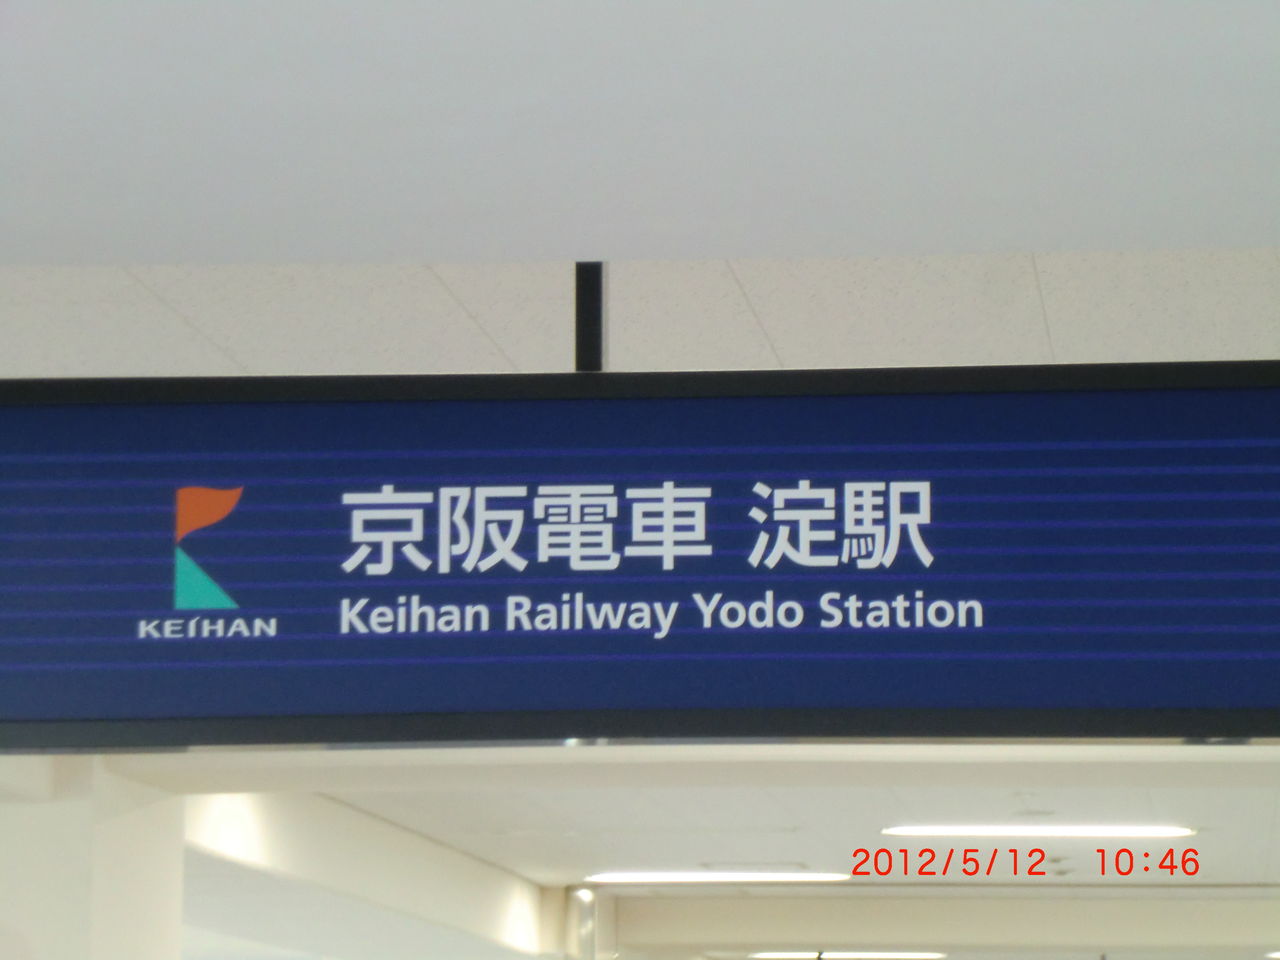 京阪電車 淀駅
KEIHAN
Keihan Railway Yodo Station
2012/5/12 10:46